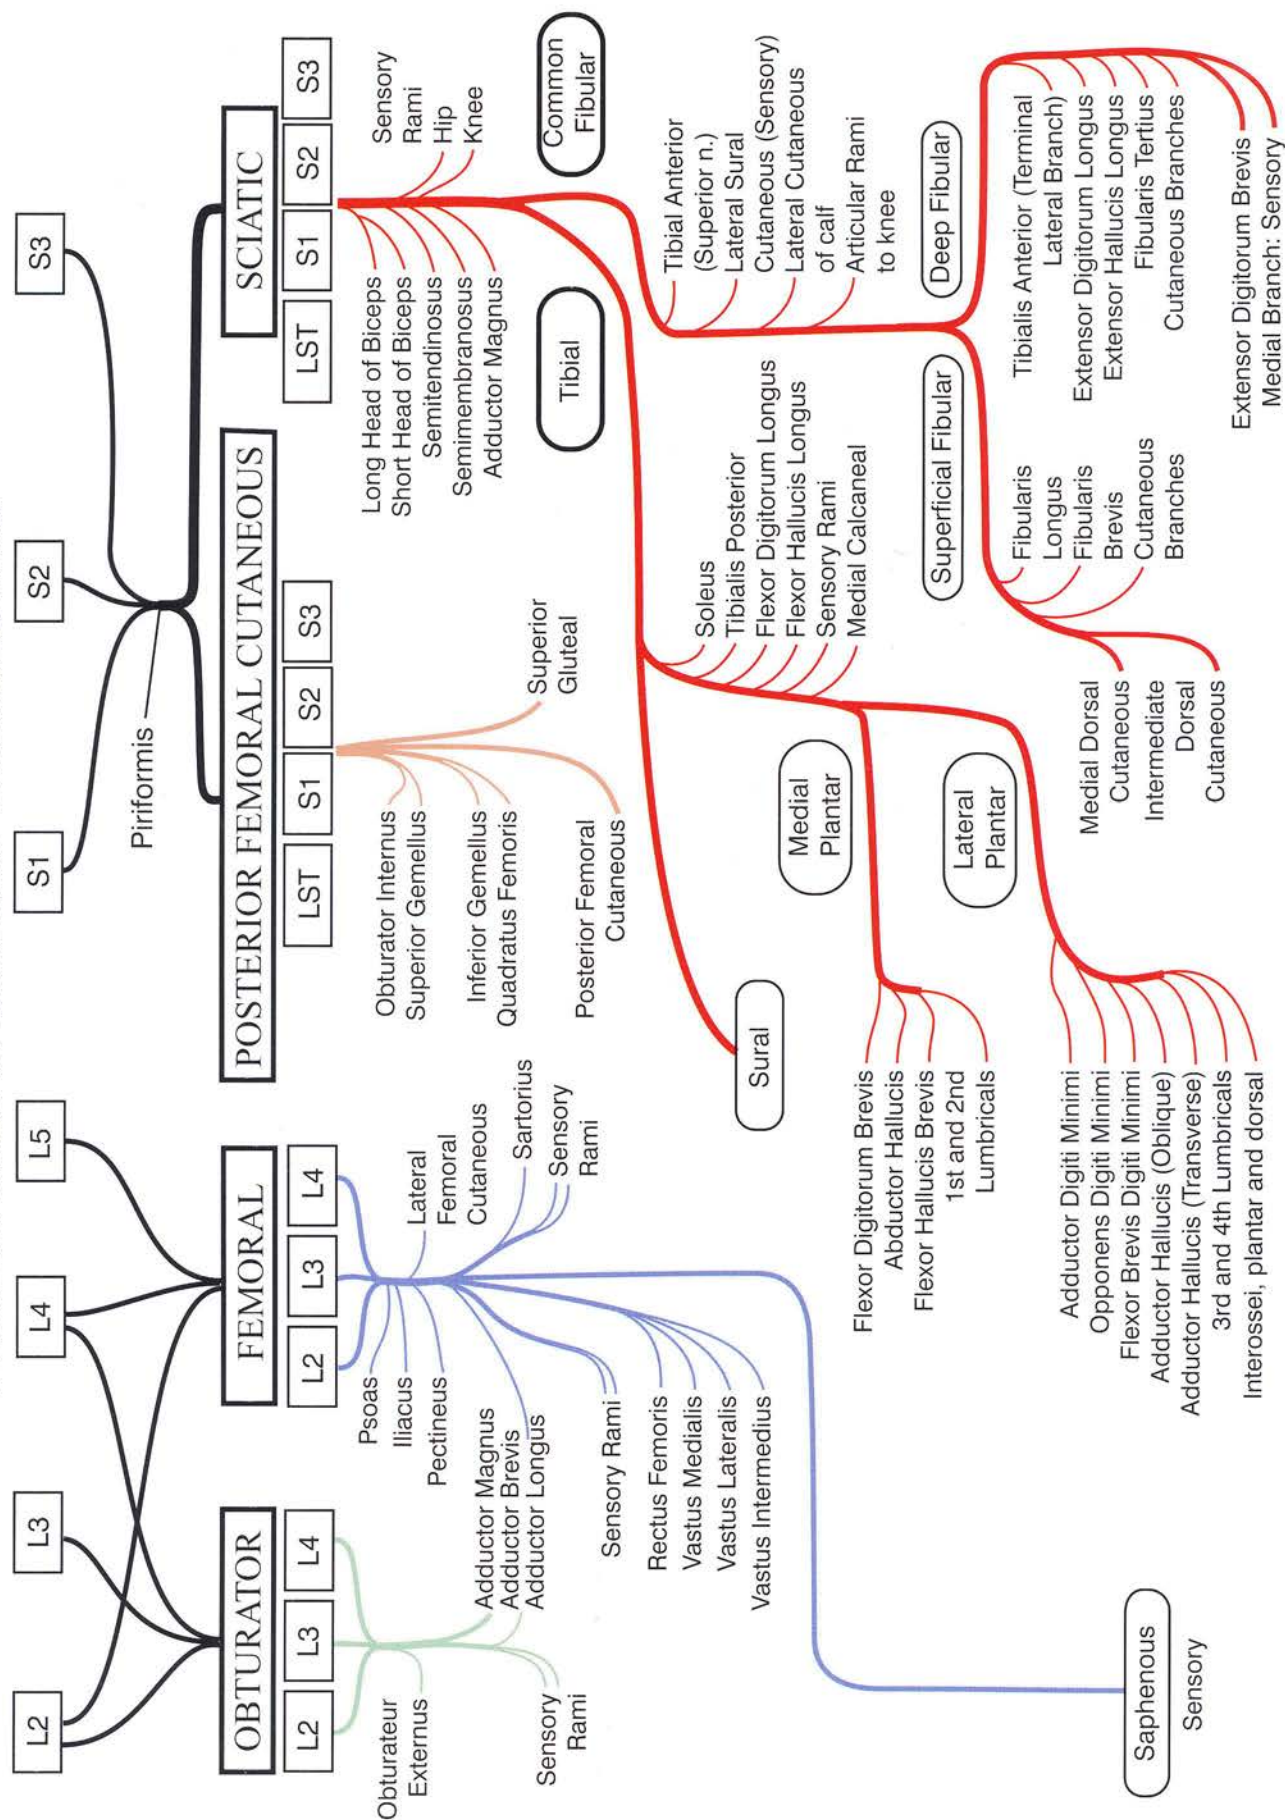 L2
L3
L4
L5
S1
S2
S3
Piriformis
OBTURATOR
FEMORAL
POSTERIOR FEMORAL CUTANEOUS
SCIATIC
L2
L3
L4
L2
L3
L4
LST
S1
S2
S3
LST
S1
S2
S3
Obturateur
Externus
Adductor Magnus
Adductor Brevis
Adductor Longus
Sensory
Rami
Psoas
Iliacus
Pectineus
Lateral
Femoral
Cutaneous
Sartorius
Sensory
Rami
Sensory Rami
Rectus Femoris
Vastus Medialis
Vastus Lateralis
Vastus Intermedius
Saphenous
Sensory
Obturator Internus
Superior Gemellus
Inferior Gemellus
Quadratus Femoris
Superior
Gluteal
Posterior Femoral
Cutaneous
Long Head of Biceps
Short Head of Biceps
Semitendinosus
Semimembranosus
Adductor Magnus
Sensory
Rami
Hip
Knee
Tibial
Common
Fibular
Sural
Soleus
Tibialis Posterior
Flexor Digitorum Longus
Flexor Hallucis Longus
Sensory Rami
Medial Calcaneal
Medial
Plantar
Flexor Digitorum Brevis
Abductor Hallucis
Flexor Hallucis Brevis
1st and 2nd
Lumbricals
Lateral
Plantar
Adductor Digiti Minimi
Opponens Digiti Minimi
Flexor Brevis Digiti Minimi
Adductor Hallucis (Oblique)
Adductor Hallucis (Transverse)
3rd and 4th Lumbricals
Interossei, plantar and dorsal
Tibial Anterior
(Superior n.)
Lateral Sural
Cutaneous (Sensory)
Lateral Cutaneous
of calf
Articular Rami
to knee
Superficial Fibular
Deep Fibular
Fibularis
Longus
Fibularis
Brevis
Cutaneous
Branches
Medial Dorsal
Cutaneous
Intermediate
Dorsal
Cutaneous
Tibialis Anterior (Terminal
Lateral Branch)
Extensor Digitorum Longus
Extensor Hallucis Longus
Fibularis Tertius
Cutaneous Branches
Extensor Digitorum Brevis
Medial Branch: Sensory